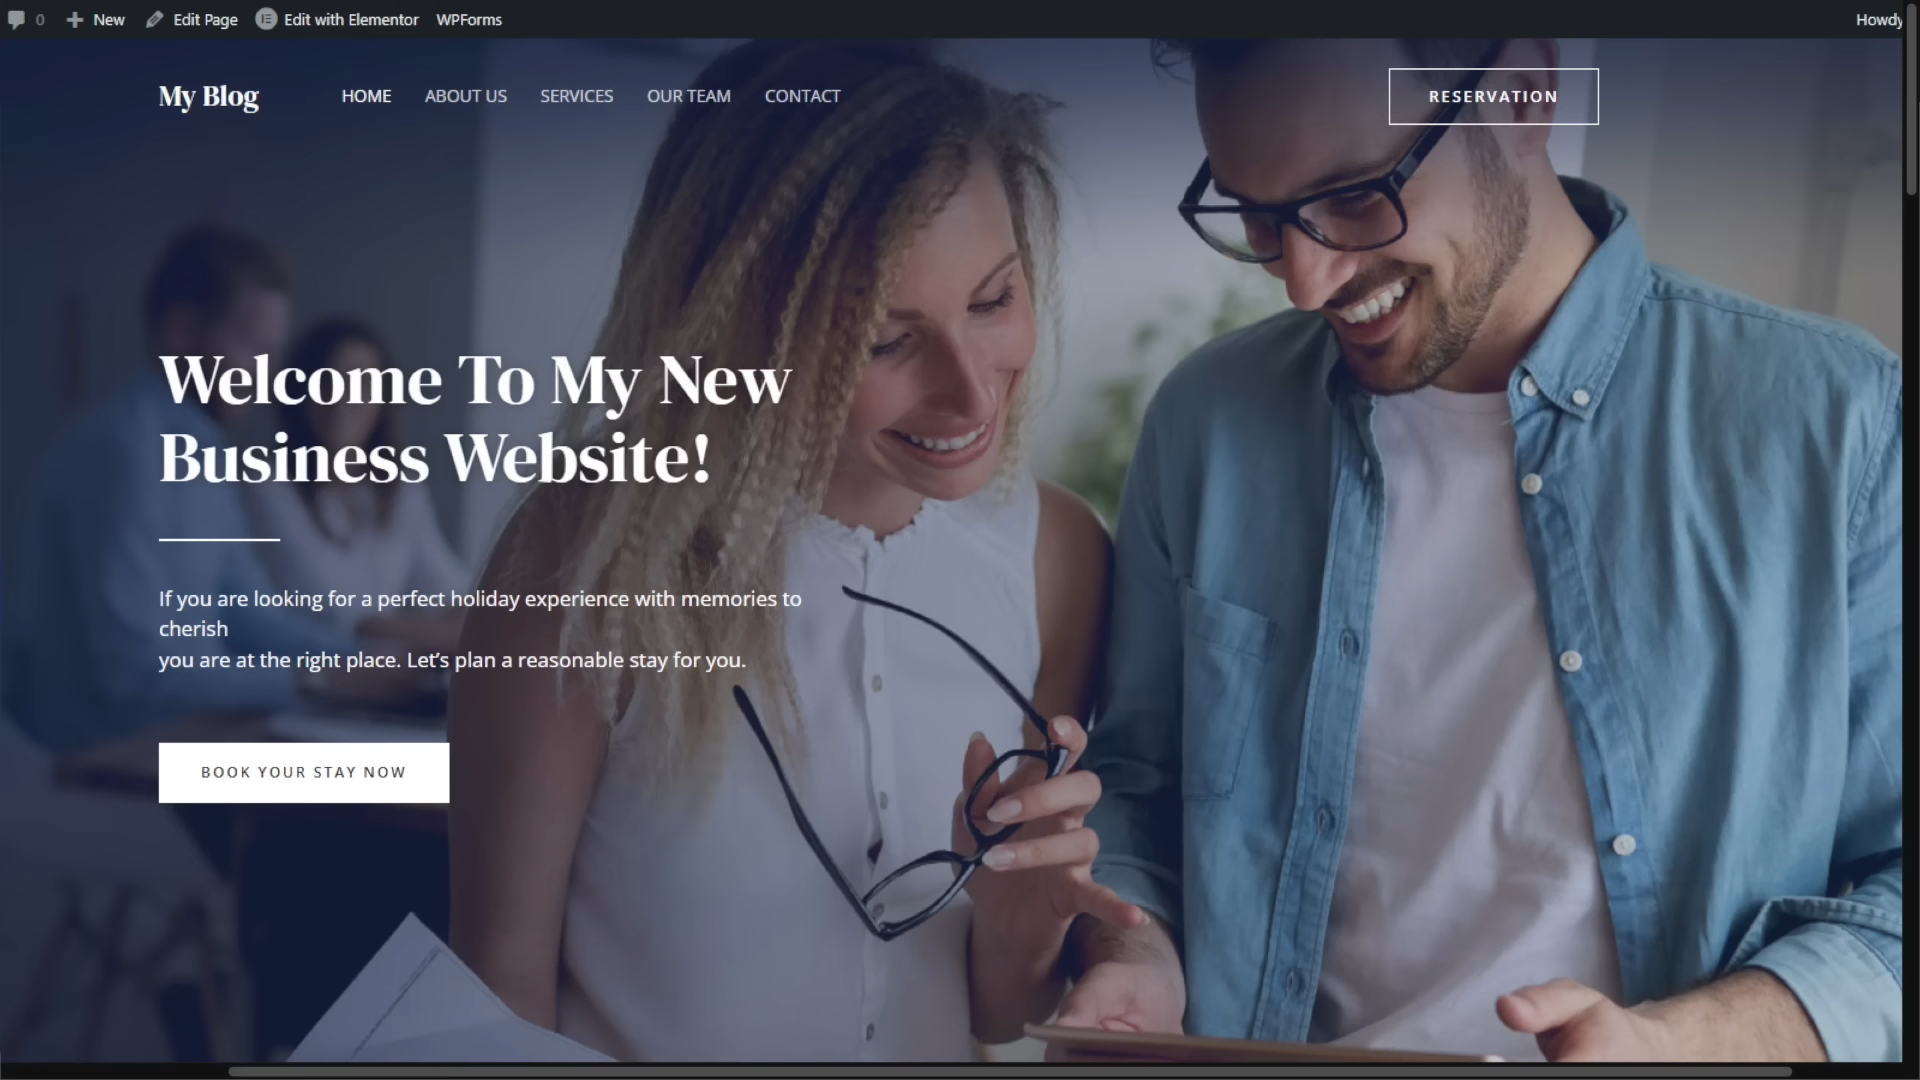 0 New Edit Page Edit with Elementor WPForms Howdy
My Blog HOME ABOUT US SERVICES OUR TEAM CONTACT RESERVATION
Welcome To My New
Business Website!
If you are looking for a perfect holiday experience with memories to
cherish
you are at the right place. Let’s plan a reasonable stay for you.
BOOK YOUR STAY NOW